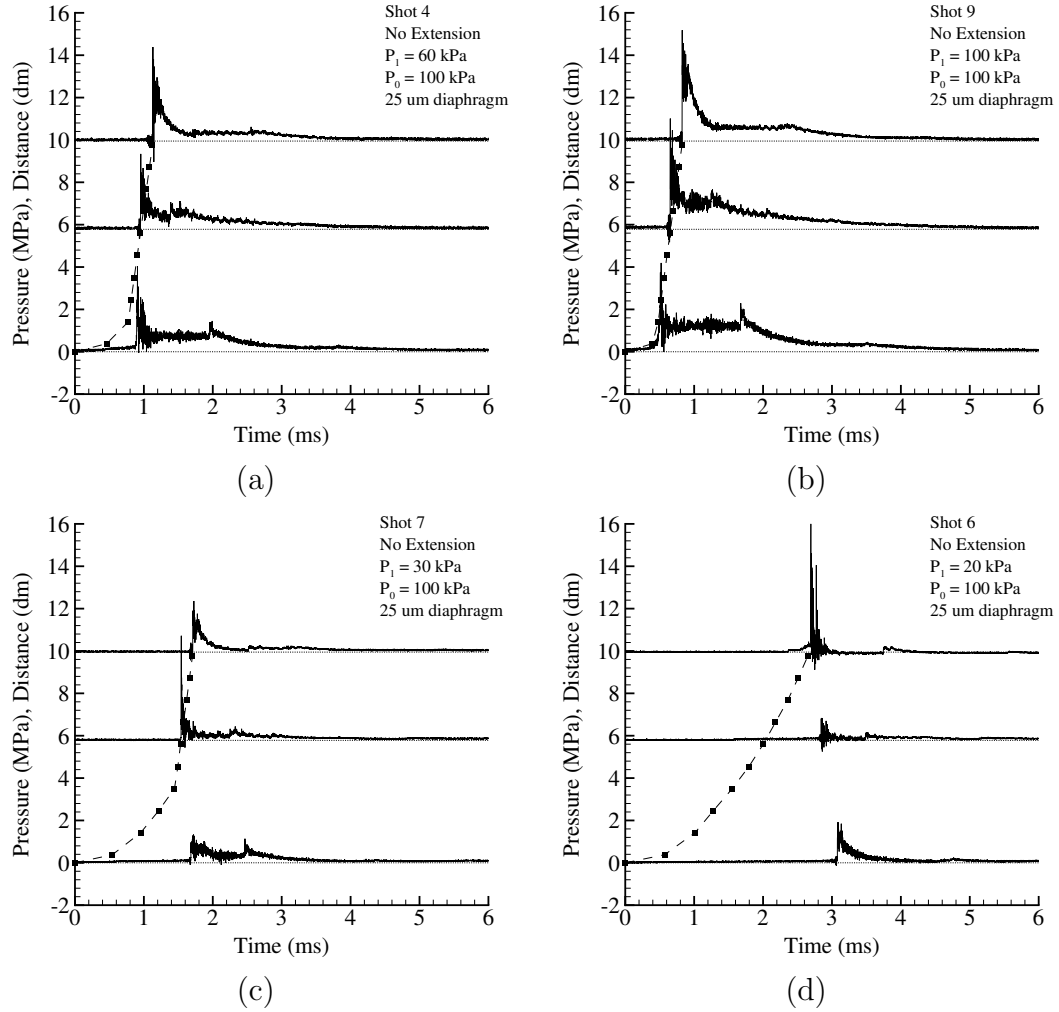 Shot 4
No Extension
P₁ = 60 kPa
P₀ = 100 kPa
25 um diaphragm
Pressure (MPa), Distance (dm)
16
14
12
10
8
6
4
2
0
-2
0 1 2 3 4 5 6
Time (ms)
(a)
Shot 9
No Extension
P₁ = 100 kPa
P₀ = 100 kPa
25 um diaphragm
Pressure (MPa), Distance (dm)
16
14
12
10
8
6
4
2
0
-2
0 1 2 3 4 5 6
Time (ms)
(b)
Shot 7
No Extension
P₁ = 30 kPa
P₀ = 100 kPa
25 um diaphragm
Pressure (MPa), Distance (dm)
16
14
12
10
8
6
4
2
0
-2
0 1 2 3 4 5 6
Time (ms)
(c)
Shot 6
No Extension
P₁ = 20 kPa
P₀ = 100 kPa
25 um diaphragm
Pressure (MPa), Distance (dm)
16
14
12
10
8
6
4
2
0
-2
0 1 2 3 4 5 6
Time (ms)
(d)